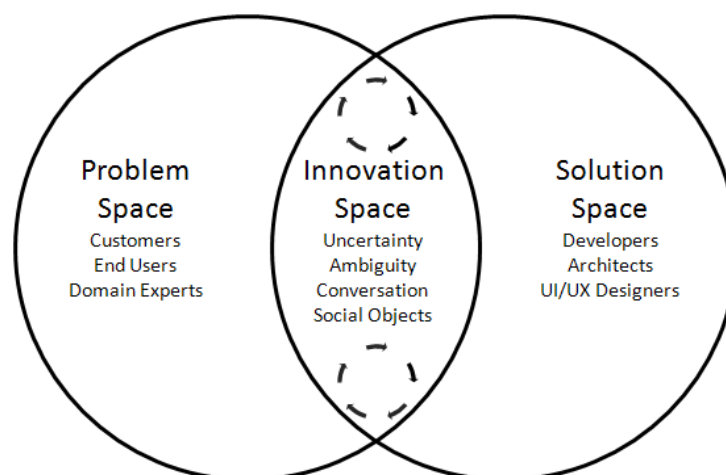 Problem
Space
Customers
End Users
Domain Experts
Innovation
Space
Uncertainty
Ambiguity
Conversation
Social Objects
Solution
Space
Developers
Architects
UI/UX Designers